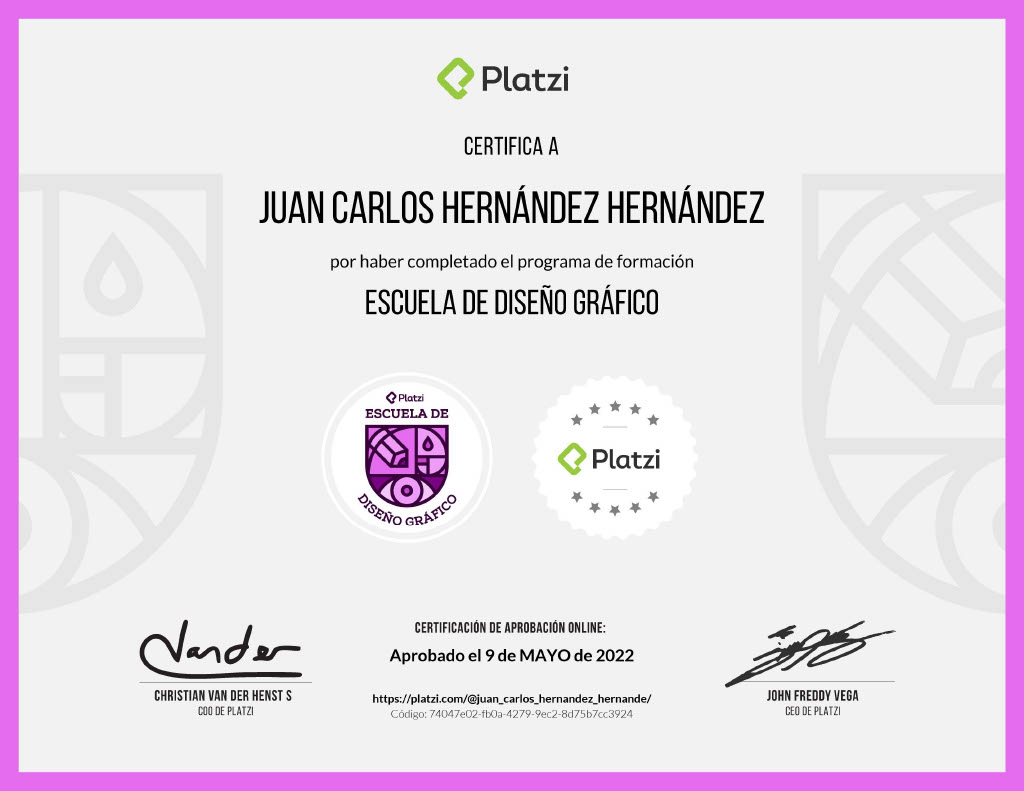 Platzi
CERTIFICA A
JUAN CARLOS HERNÁNDEZ HERNÁNDEZ
por haber completado el programa de formación
ESCUELA DE DISEÑO GRÁFICO
Platzi
ESCUELA DE
DISEÑO GRÁFICO
Platzi
Vander
CERTIFICACIÓN DE APROBACIÓN ONLINE:
Aprobado el 9 de MAYO de 2022
CHRISTIAN VAN DER HENST S
COO DE PLATZI
https://platzi.com/@juan_carlos_hernandez_hernande/
Código: 74047e02-fb0a-4279-9ec2-8d75b7cc3924
JOHN FREDDY VEGA
CEO DE PLATZI